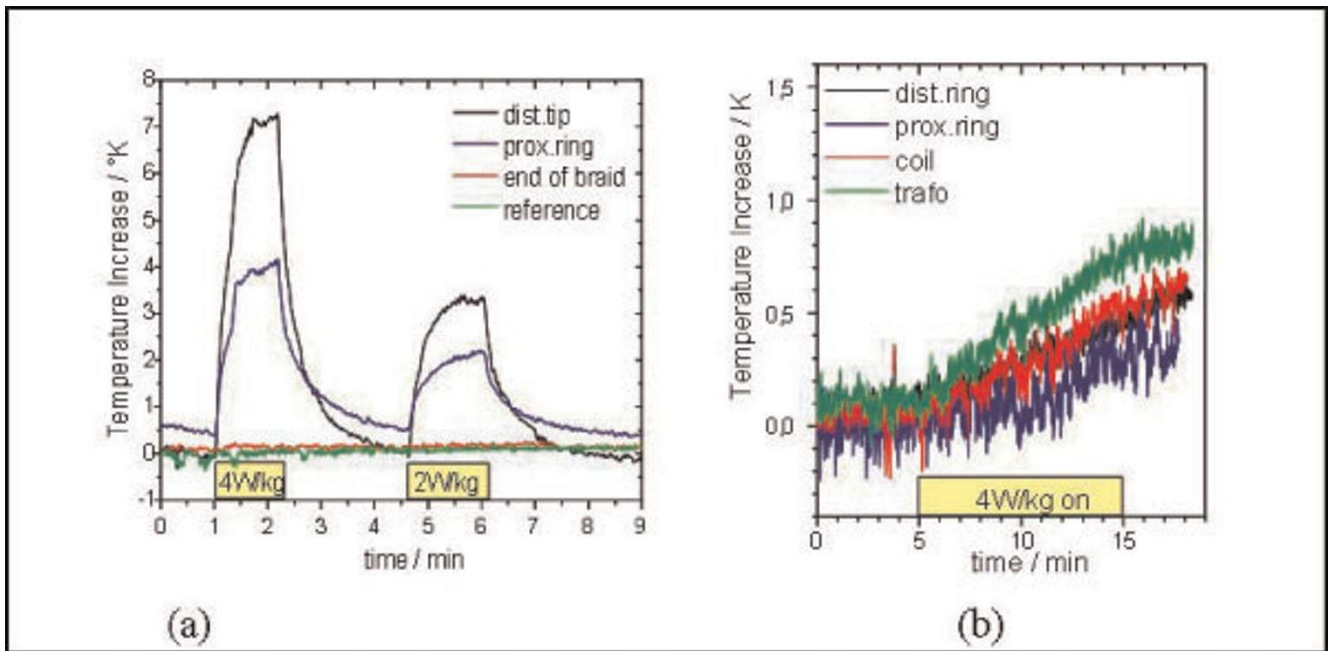 8
7
6
5
4
3
2
1
0
-1
Temperature Increase / °K
dist.tip
prox.ring
end of braid
reference
4W/kg
2W/kg
0 1 2 3 4 5 6 7 8 9
time / min
(a)
1,5
1,0
0,5
0,0
Temperature Increase / K
dist.ring
prox.ring
coil
trafo
4W/kg on
0 5 10 15
time / min
(b)